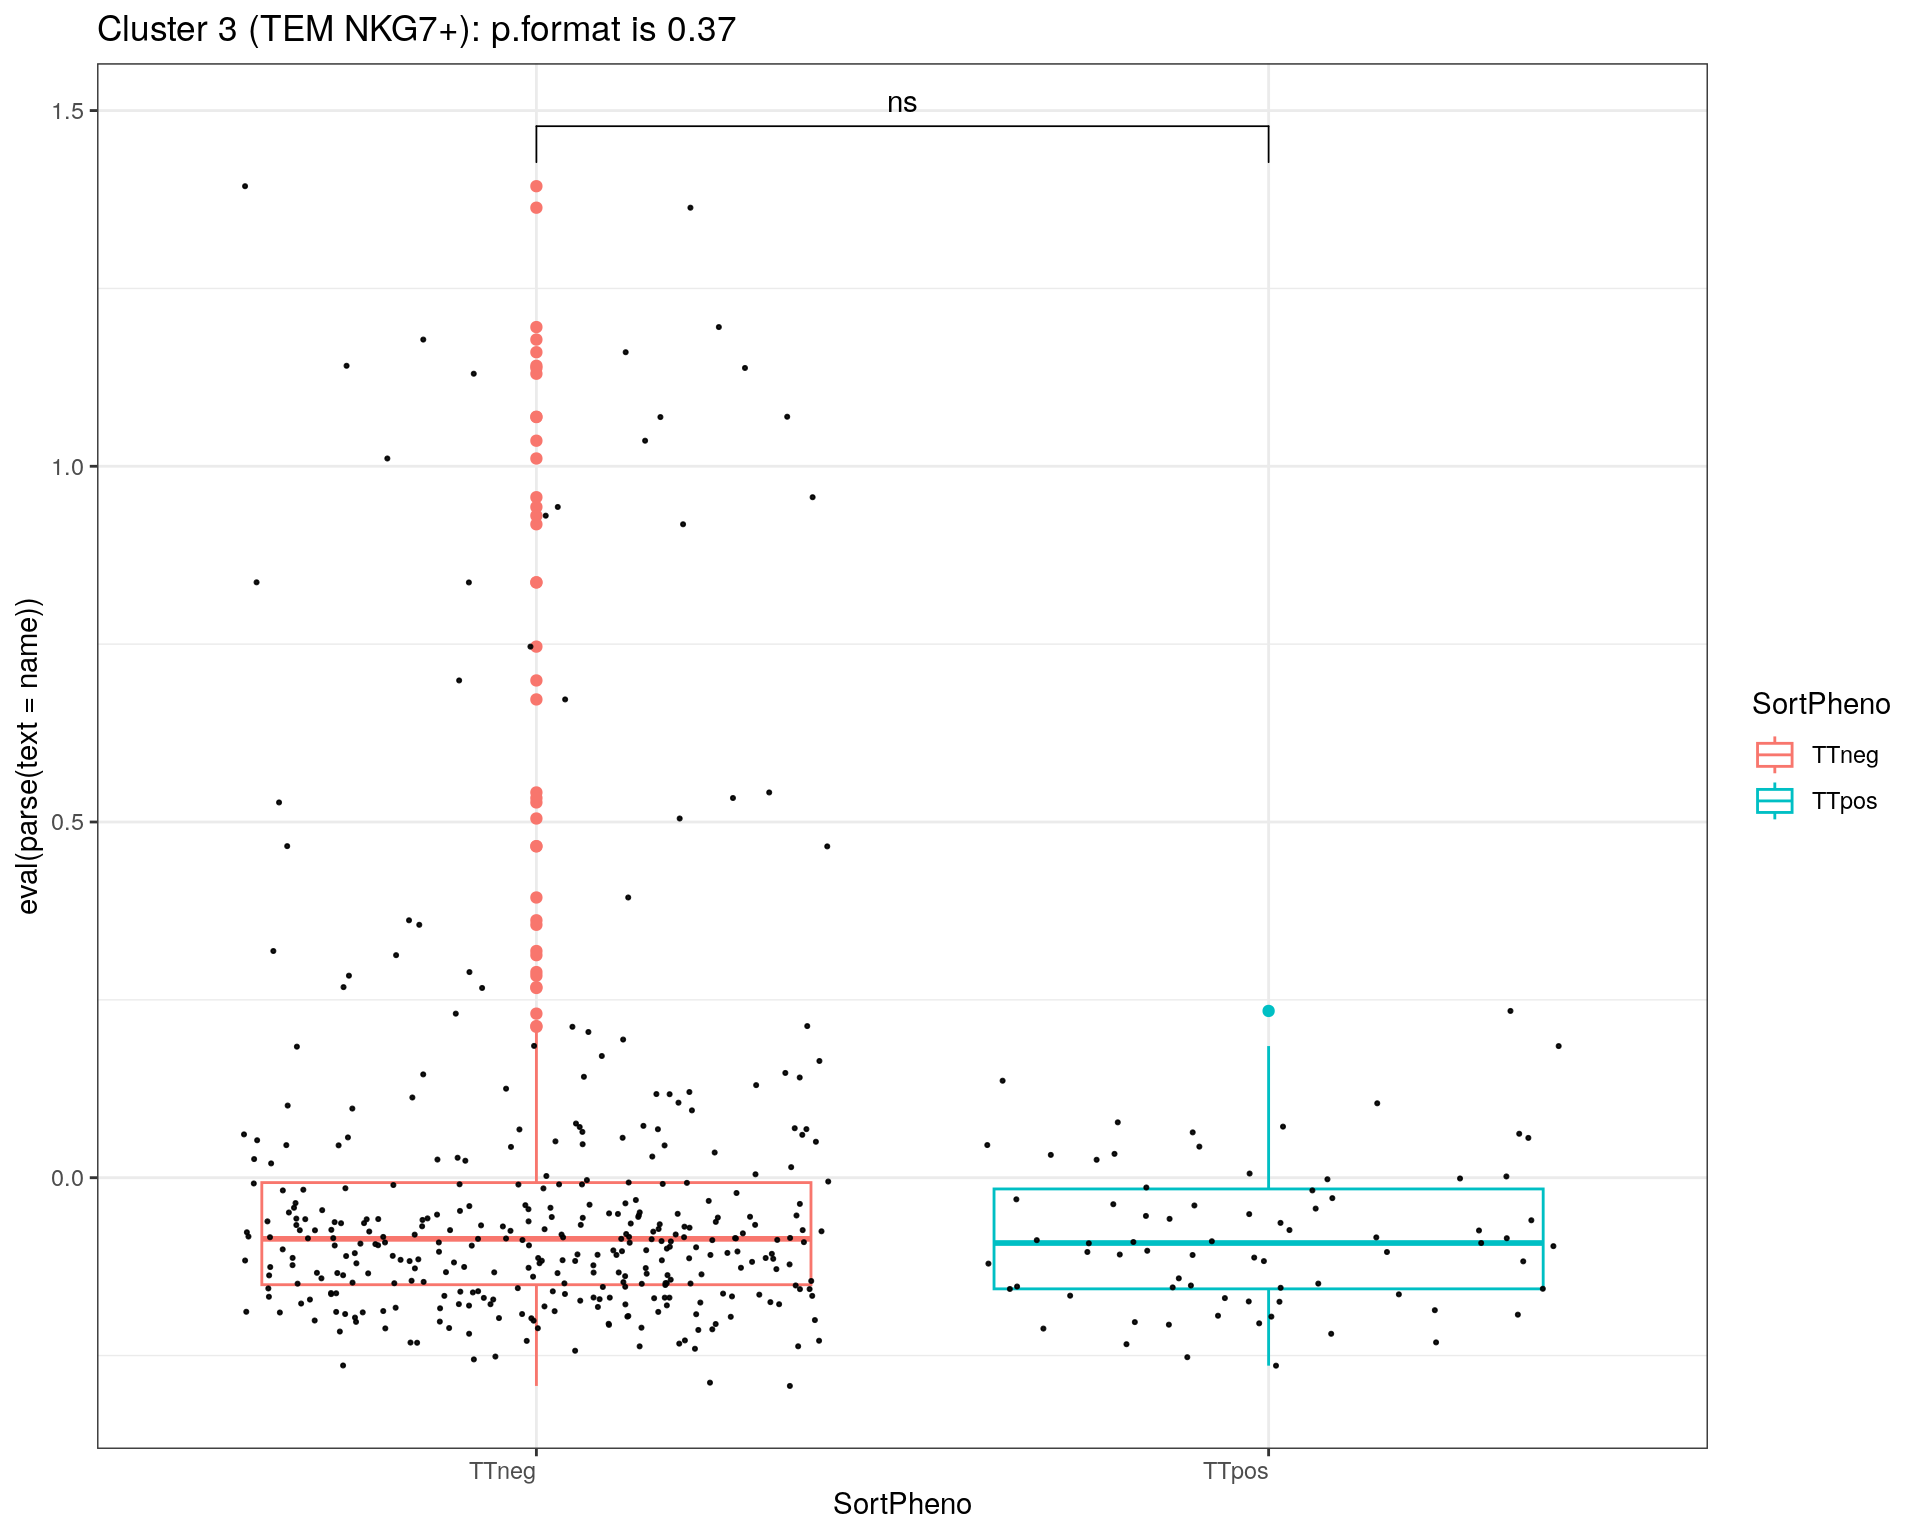 Cluster 3 (TEM NKG7+): p.format is 0.37
ns
1.5
1.0
0.5
0.0
eval(parse(text = name))
TTneg
TTpos
SortPheno
SortPheno
TTneg
TTpos